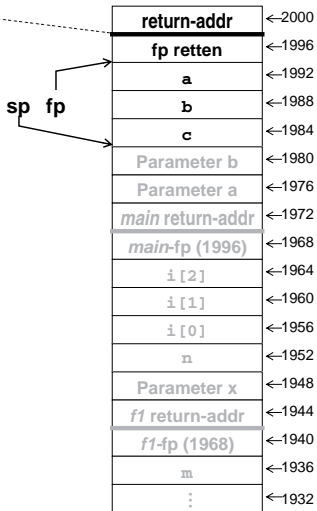 return-addr ←2000
fp retten ←1996
a ←1992
sp fp b ←1988
c ←1984
Parameter b ←1980
Parameter a ←1976
main return-addr ←1972
main-fp (1996) ←1968
i[2] ←1964
i[1] ←1960
i[0] ←1956
n ←1952
Parameter x ←1948
f1 return-addr ←1944
f1-fp (1968) ←1940
m ←1936
⋮ ←1932